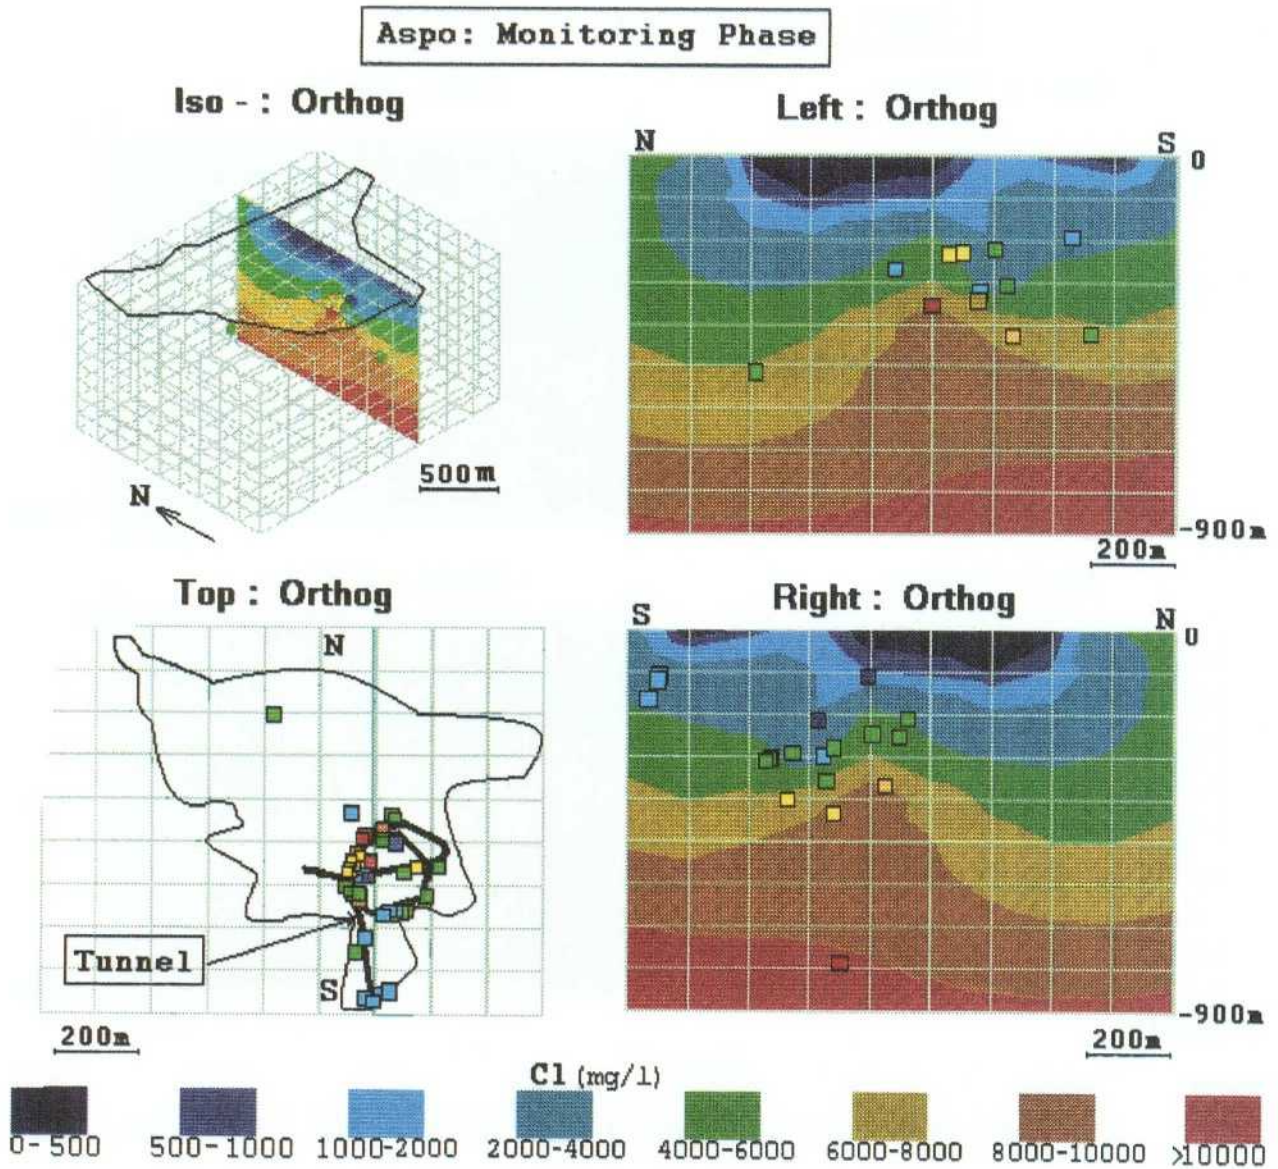 Aspo: Monitoring Phase
Iso - : Orthog
Left : Orthog
N
S
0
500m
N
-900m
200m
Top : Orthog
Right : Orthog
N
S
N
0
Tunnel
S
200m
-900m
200m
Cl (mg/l)
0-500
500-1000
1000-2000
2000-4000
4000-6000
6000-8000
8000-10000
>10000